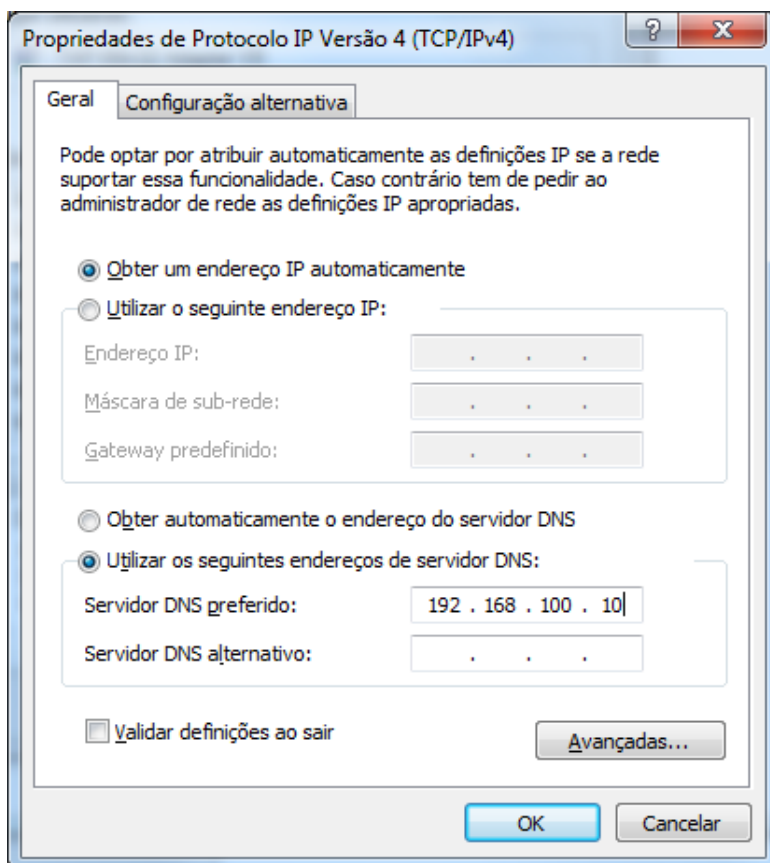 Propriedades de Protocolo IP Versão 4 (TCP/IPv4)
Geral
Configuração alternativa
Pode optar por atribuir automaticamente as definições IP se a rede
suportar essa funcionalidade. Caso contrário tem de pedir ao
administrador de rede as definições IP apropriadas.
Obter um endereço IP automaticamente
Utilizar o seguinte endereço IP:
Endereço IP: . . .
Máscara de sub-rede: . . .
Gateway predefinido: . . .
Obter automaticamente o endereço do servidor DNS
Utilizar os seguintes endereços de servidor DNS:
Servidor DNS preferido: 192 . 168 . 100 . 10
Servidor DNS alternativo: . . .
Validar definições ao sair
Avançadas...
OK
Cancelar